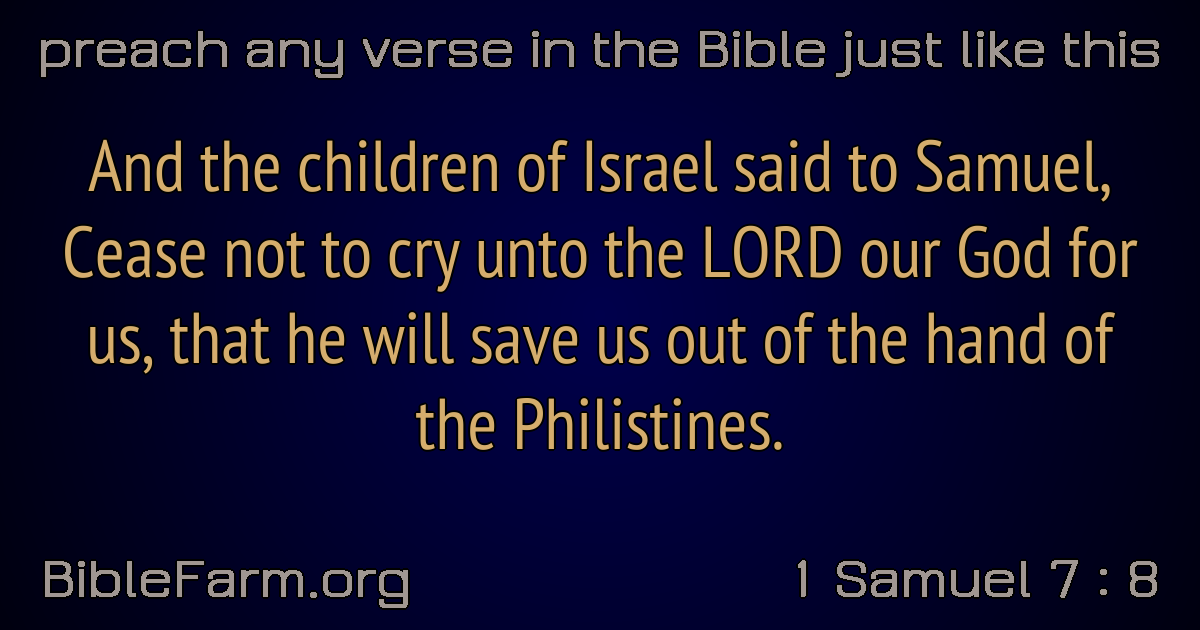 preach any verse in the Bible just like this
And the children of Israel said to Samuel,
Cease not to cry unto the LORD our God for
us, that he will save us out of the hand of
the Philistines.
BibleFarm.org
1 Samuel 7 : 8